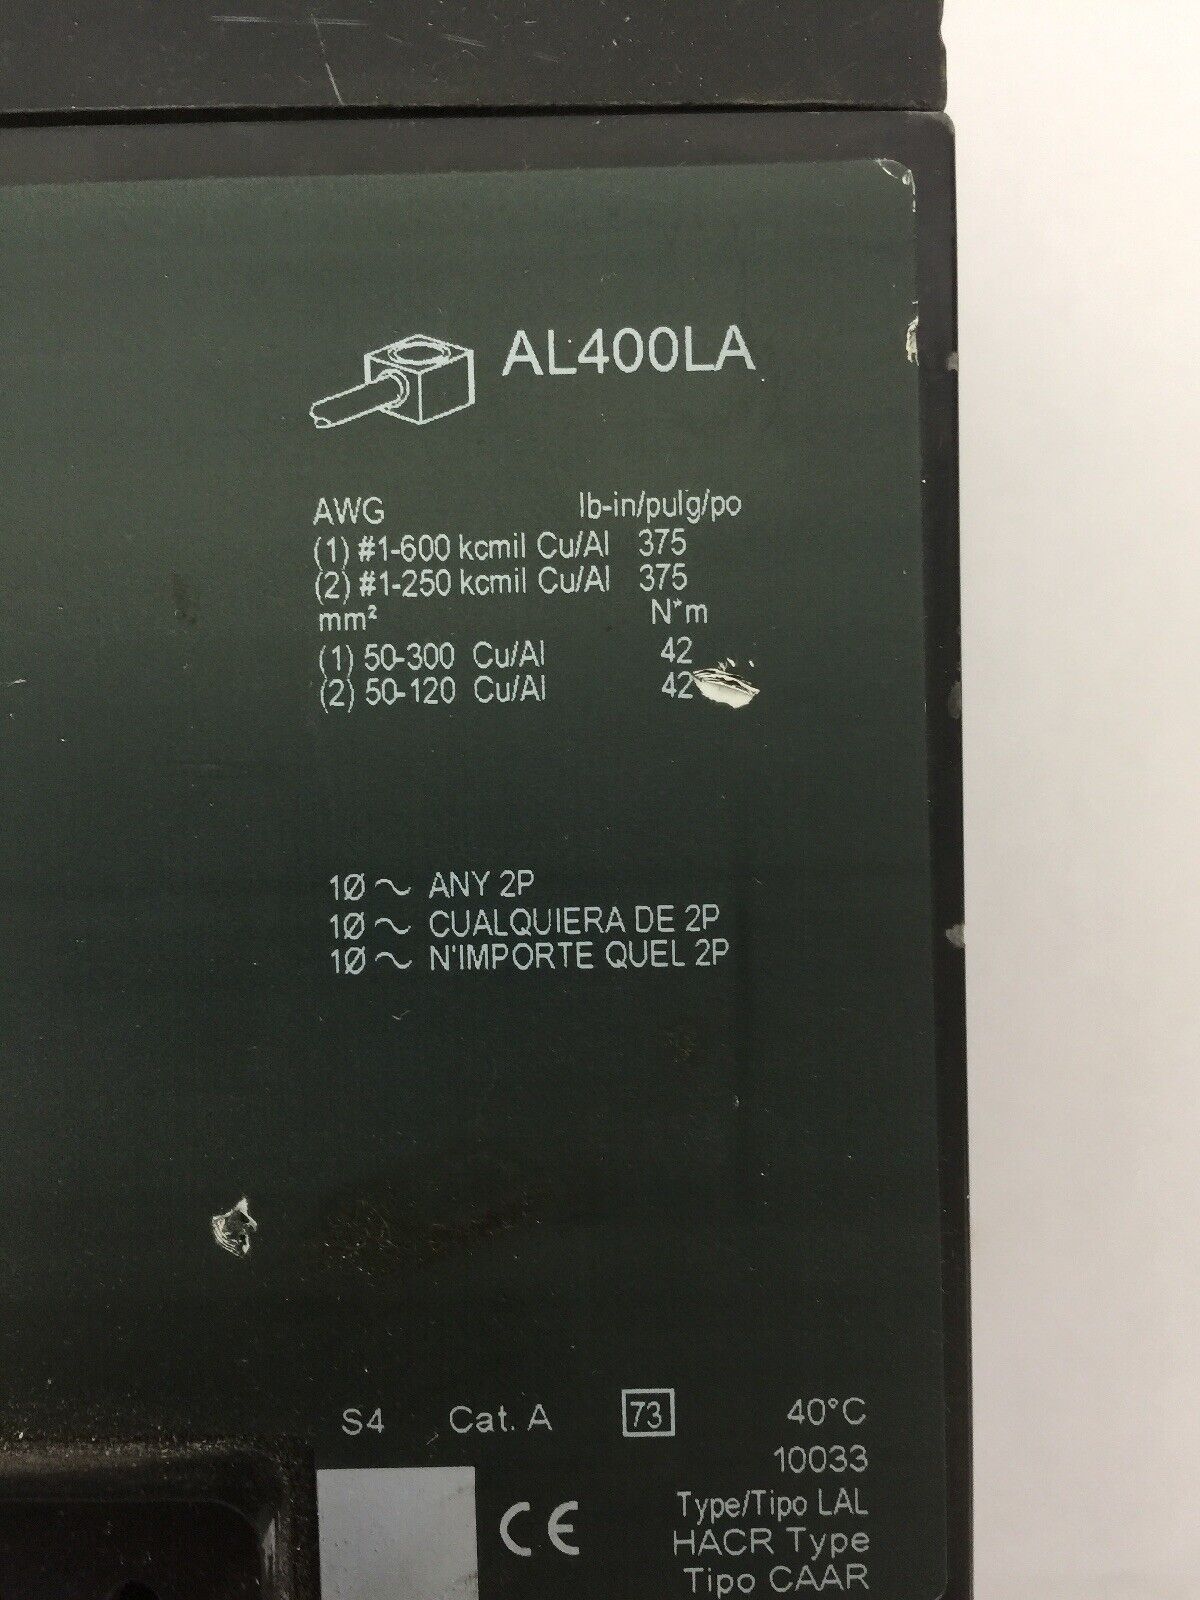 AL400LA
AWG lb-in/pulg/po
(1) #1-600 kcmil Cu/Al 375
(2) #1-250 kcmil Cu/Al 375
mm² N*m
(1) 50-300 Cu/Al 42
(2) 50-120 Cu/Al 42
1Ø ~ ANY 2P
1Ø ~ CUALQUIERA DE 2P
1Ø ~ N'IMPORTE QUEL 2P
S4 Cat. A 73 40°C
10033
Type/Tipo LAL
CE HACR Type
Tipo CAAR